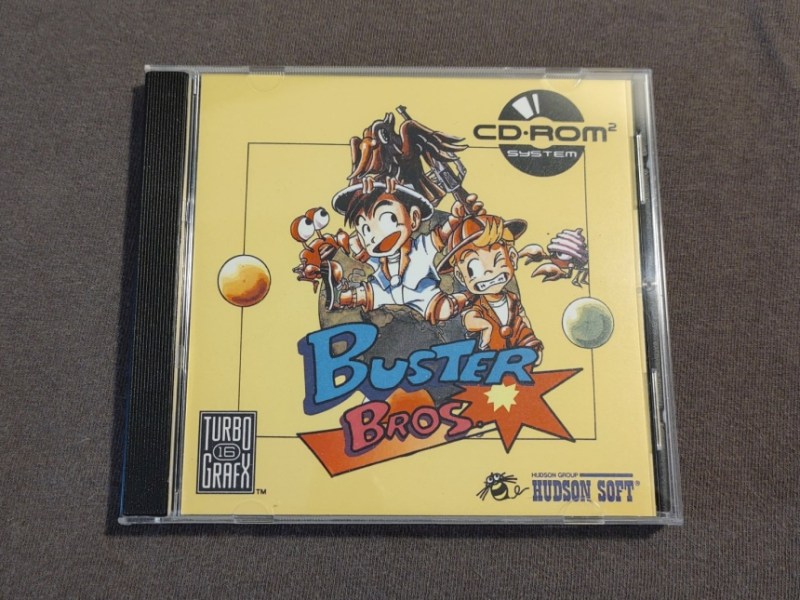 CD·ROM²
SYSTEM
BUSTER
BROS.
TURBO
16
GRAFX
TM
HUDSON GROUP
HUDSON SOFT®